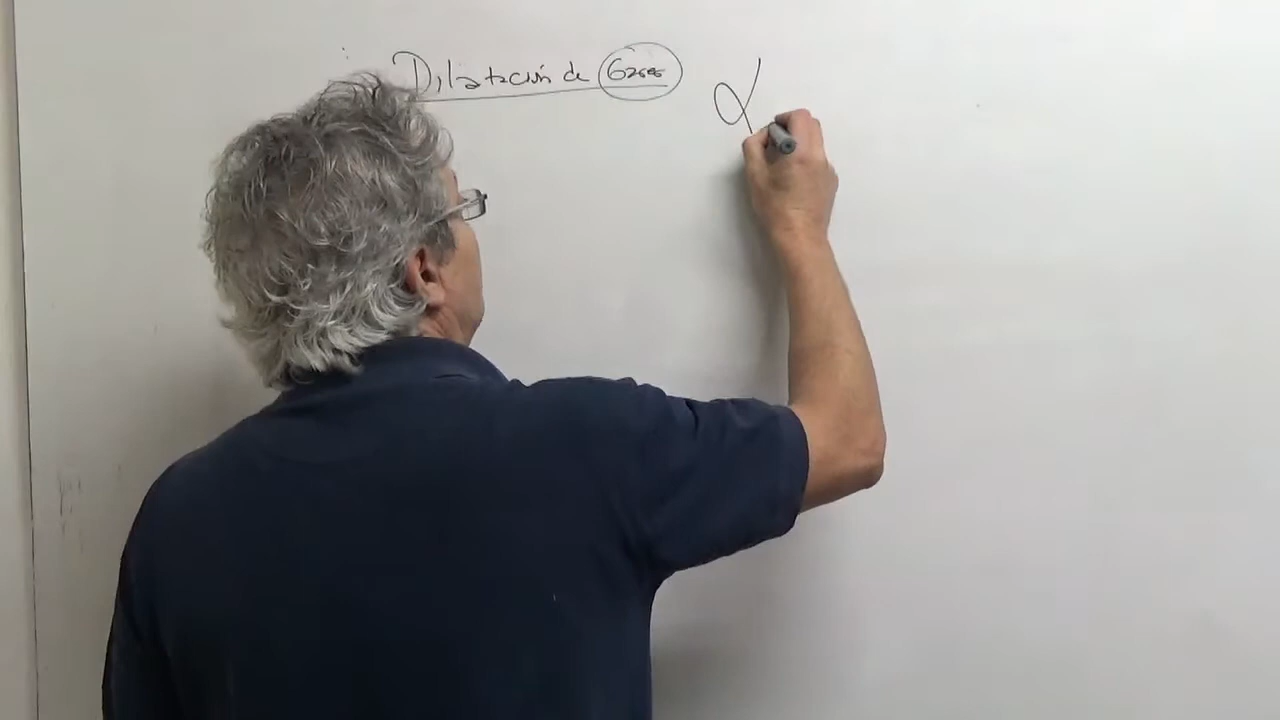 Dilatación de Gases α